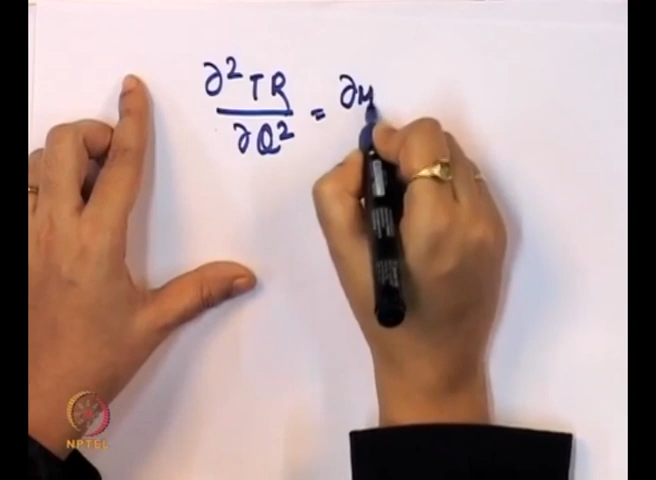 ∂²TR
∂Q² = ∂M
NPTEL